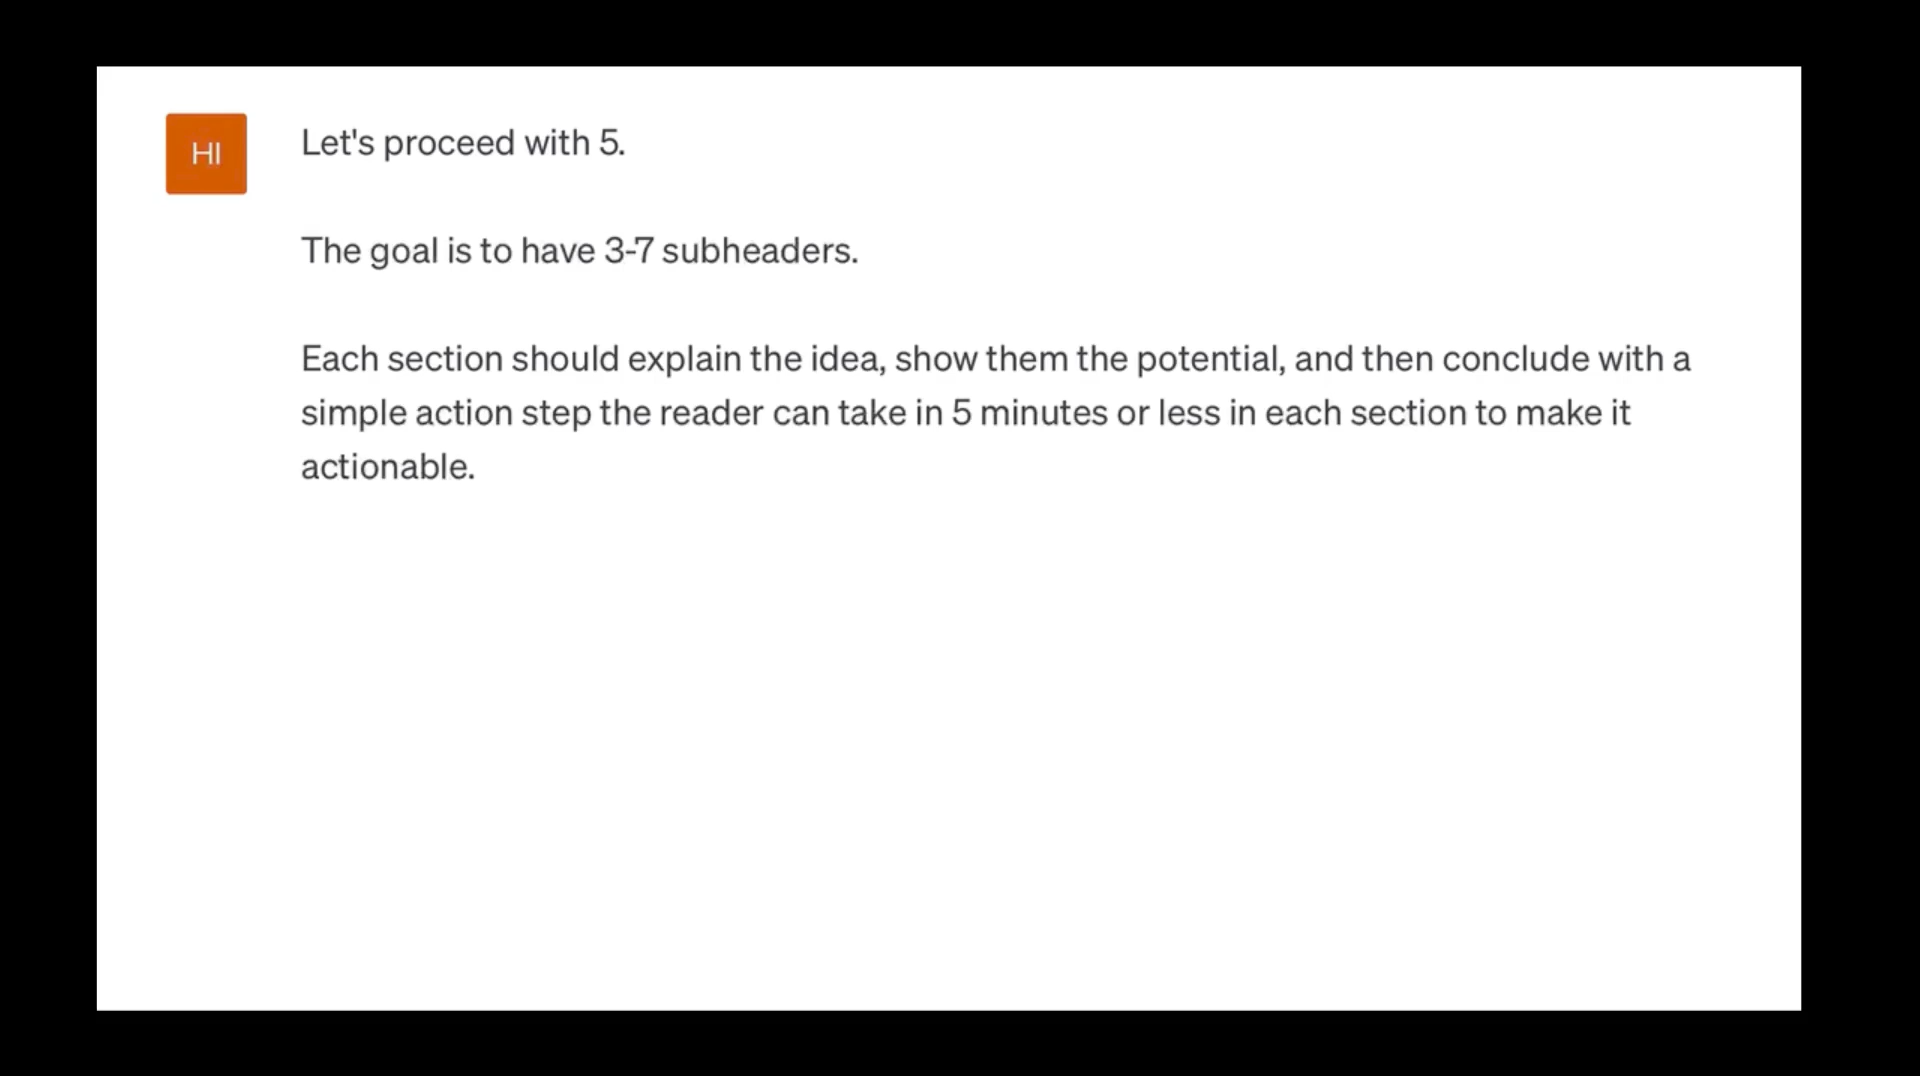 HI
Let's proceed with 5.
The goal is to have 3-7 subheaders.
Each section should explain the idea, show them the potential, and then conclude with a
simple action step the reader can take in 5 minutes or less in each section to make it
actionable.